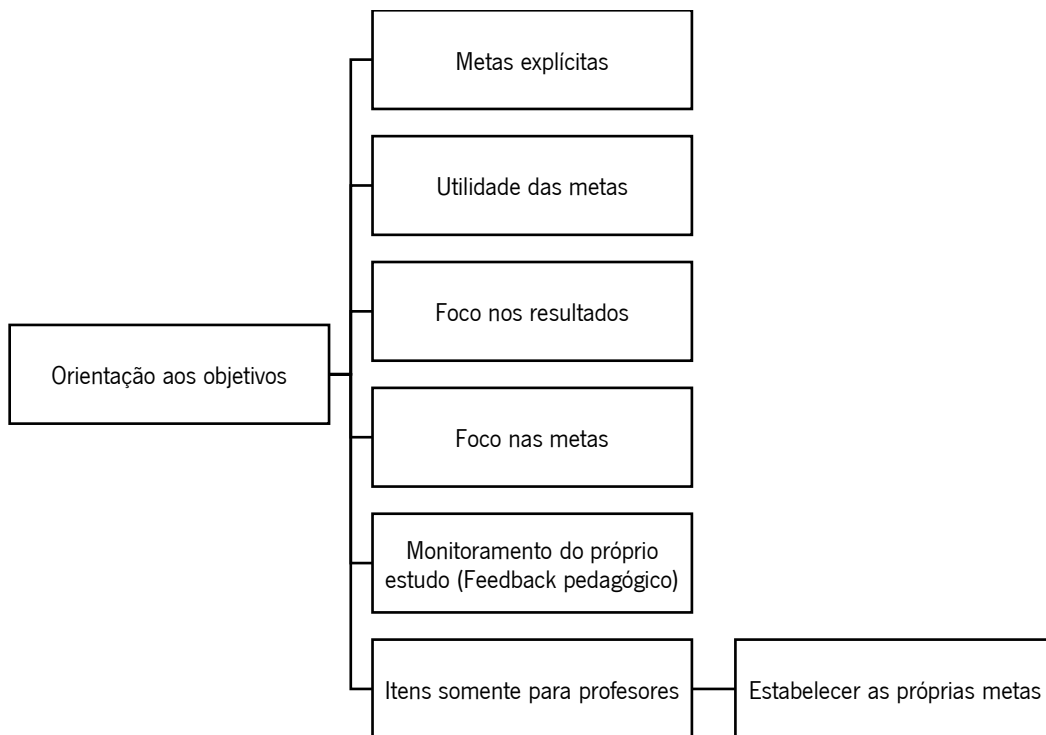 Metas explícitas
Utilidade das metas
Foco nos resultados
Orientação aos objetivos
Foco nas metas
Monitoramento do próprio
estudo (Feedback pedagógico)
Itens somente para profesores
Estabelecer as próprias metas